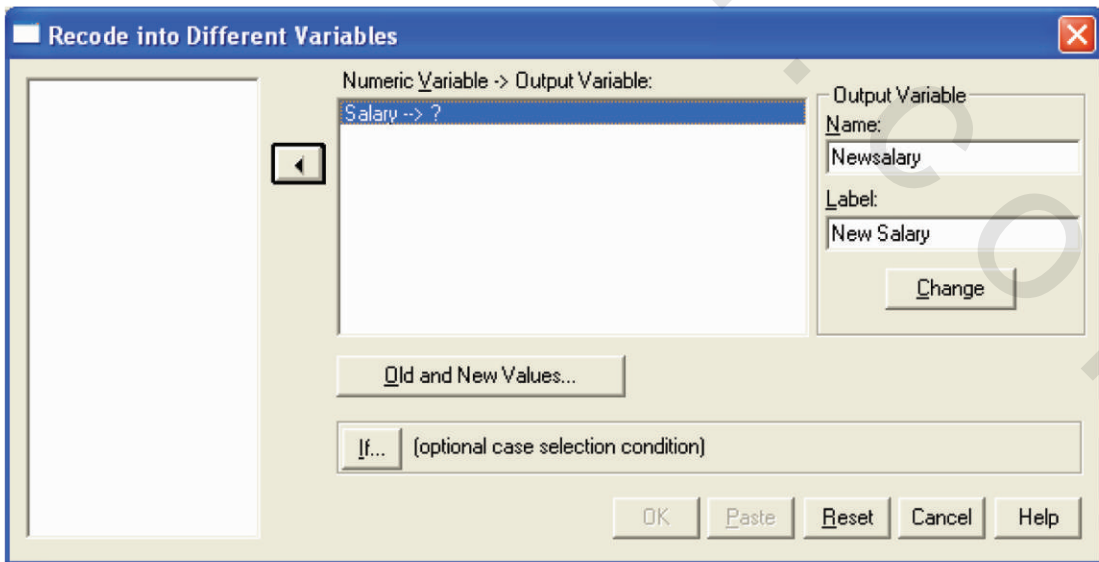 Recode into Different Variables
Numeric Variable -> Output Variable:
Salary --> ?
Output Variable
Name:
Newsalary
Label:
New Salary
Change
Old and New Values...
If... (optional case selection condition)
OK Paste Reset Cancel Help